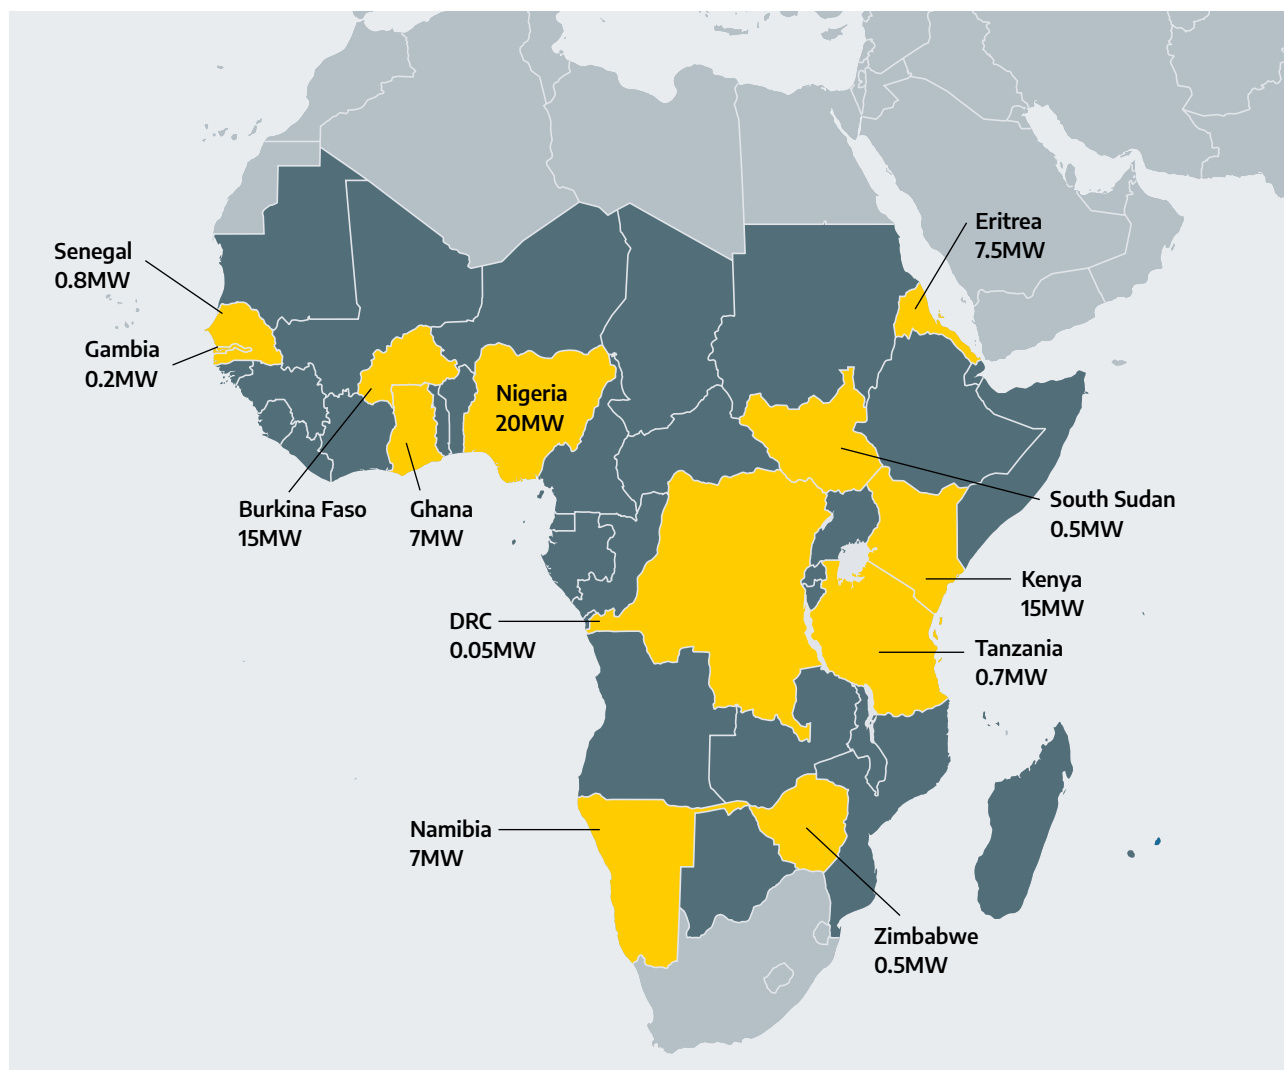 Eritrea
7.5MW
Senegal
0.8MW
Gambia
0.2MW
Nigeria
20MW
Burkina Faso
15MW
Ghana
7MW
South Sudan
0.5MW
Kenya
15MW
DRC
0.05MW
Tanzania
0.7MW
Namibia
7MW
Zimbabwe
0.5MW